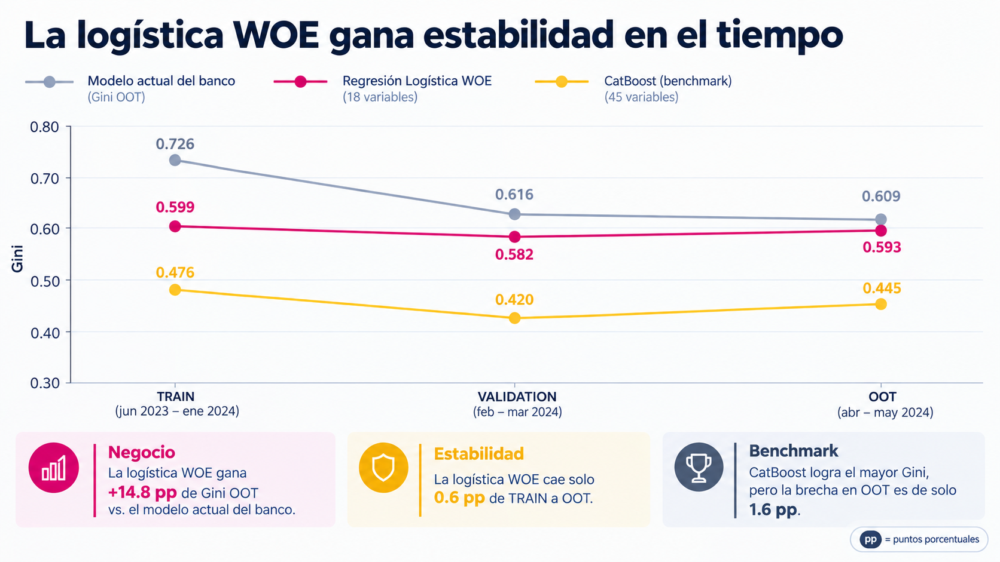 La logística WOE gana estabilidad en el tiempo
Modelo actual del banco
(Gini OOT)
Regresión Logística WOE
(18 variables)
CatBoost (benchmark)
(45 variables)
Gini
0.80
0.70
0.60
0.50
0.40
0.30
0.726
0.616
0.609
0.599
0.582
0.593
0.476
0.420
0.445
TRAIN
(jun 2023 – ene 2024)
VALIDATION
(feb – mar 2024)
OOT
(abr – may 2024)
Negocio
La logística WOE gana
+14.8 pp de Gini OOT
vs. el modelo actual del banco.
Estabilidad
La logística WOE cae solo
0.6 pp de TRAIN a OOT.
Benchmark
CatBoost logra el mayor Gini,
pero la brecha en OOT es de solo
1.6 pp.
pp = puntos porcentuales